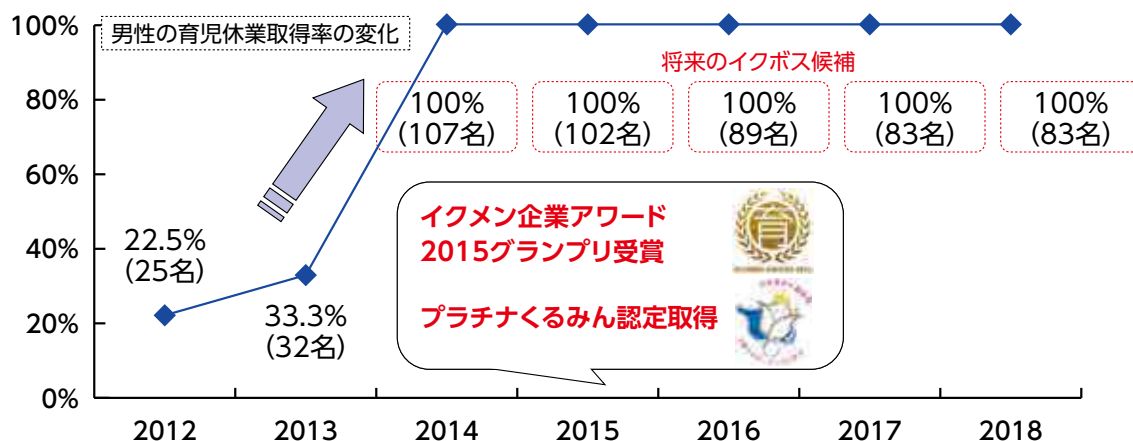 男性の育児休業取得率の変化
100%
80%
60%
40%
20%
0%
将来のイクボス候補
22.5%
(25名)
33.3%
(32名)
100%
(107名)
100%
(102名)
100%
(89名)
100%
(83名)
100%
(83名)
イクメン企業アワード
2015グランプリ受賞
プラチナくるみん認定取得
育
2012
2013
2014
2015
2016
2017
2018